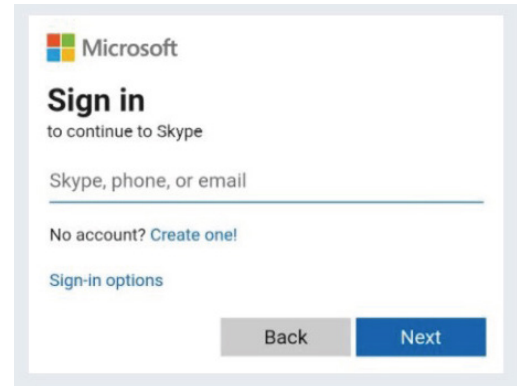 Microsoft
Sign in
to continue to Skype
Skype, phone, or email
No account? Create one!
Sign-in options
Back
Next